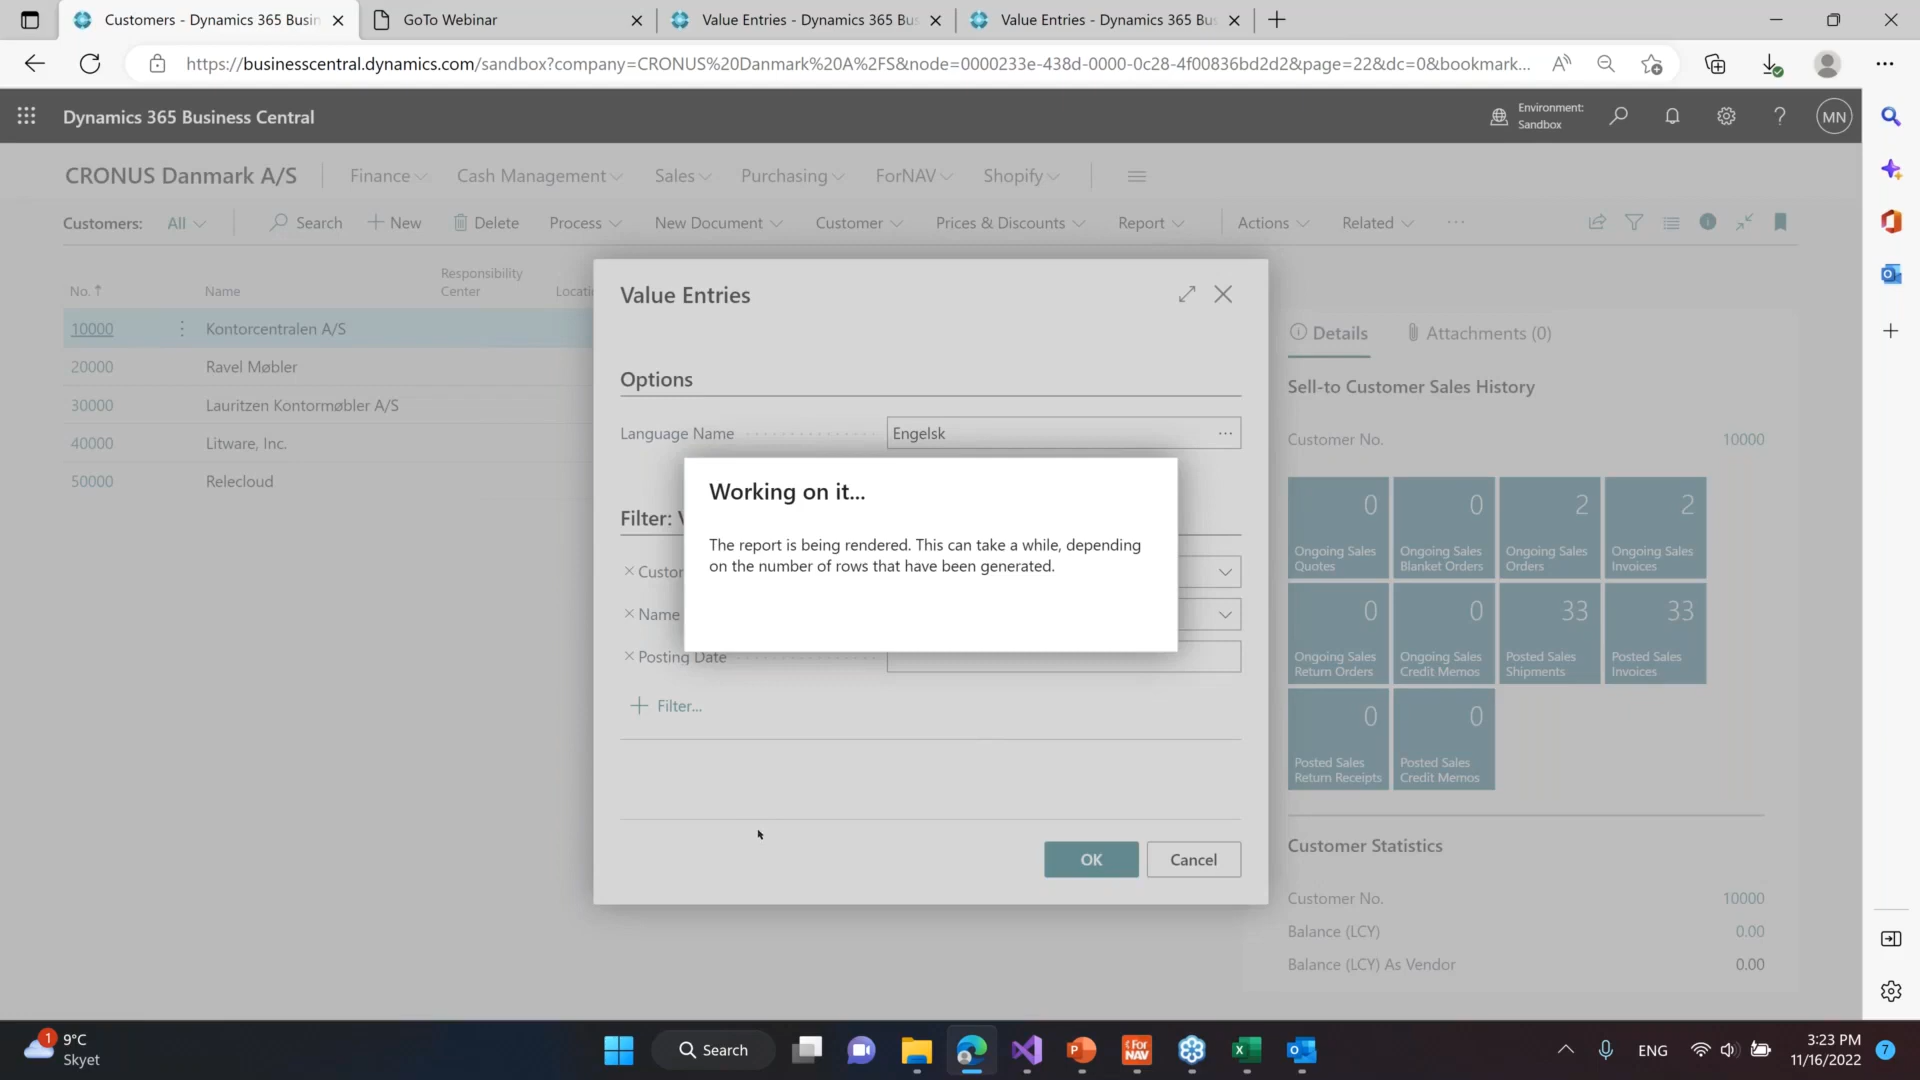 Customers - Dynamics 365 Busin
GoTo Webinar
Value Entries - Dynamics 365 Bus
Value Entries - Dynamics 365 Bus
https://businesscentral.dynamics.com/sandbox?company=CRONUS%20Danmark%20A%2FS&node=0000233e-438d-0000-0c28-4f00836bd2d2&page=22&dc=0&bookmark...
Dynamics 365 Business Central
Environment:
Sandbox
MN
CRONUS Danmark A/S
Finance
Cash Management
Sales
Purchasing
ForNAV
Shopify
Customers:
All
Search
New
Delete
Process
New Document
Customer
Prices & Discounts
Report
Actions
Related
No. ↑
Name
Responsibility
Center
Locati
10000
Kontorcentralen A/S
20000
Ravel Møbler
30000
Lauritzen Kontormøbler A/S
40000
Litware, Inc.
50000
Relecloud
Value Entries
Options
Language Name
Engelsk
Filter: V
Custor
Name
Posting Date
Filter...
OK
Cancel
Working on it...
The report is being rendered. This can take a while, depending
on the number of rows that have been generated.
Details
Attachments (0)
Sell-to Customer Sales History
Customer No.
10000
0
Ongoing Sales
Quotes
0
Ongoing Sales
Blanket Orders
2
Ongoing Sales
Orders
2
Ongoing Sales
Invoices
0
Ongoing Sales
Return Orders
0
Ongoing Sales
Credit Memos
33
Posted Sales
Shipments
33
Posted Sales
Invoices
0
Posted Sales
Return Receipts
0
Posted Sales
Credit Memos
Customer Statistics
Customer No.
10000
Balance (LCY)
0.00
Balance (LCY) As Vendor
0.00
1
9°C
Skyet
Search
For
NAV
ENG
3:23 PM
11/16/2022
7